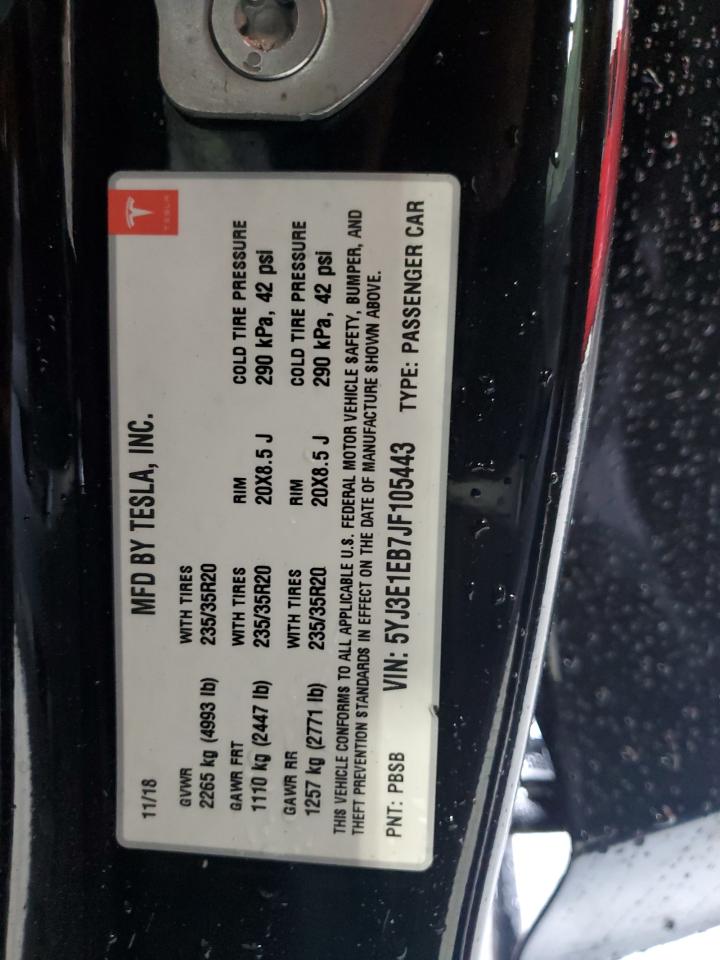 TESLA
MFD BY TESLA, INC.
11/18
GVWR WITH TIRES
2265 kg (4993 lb) 235/35R20
GAWR FRT WITH TIRES RIM COLD TIRE PRESSURE
1110 kg (2447 lb) 235/35R20 20X8.5 J 290 kPa, 42 psi
GAWR RR WITH TIRES RIM COLD TIRE PRESSURE
1257 kg (2771 lb) 235/35R20 20X8.5 J 290 kPa, 42 psi
THIS VEHICLE CONFORMS TO ALL APPLICABLE U.S. FEDERAL MOTOR VEHICLE SAFETY, BUMPER, AND
THEFT PREVENTION STANDARDS IN EFFECT ON THE DATE OF MANUFACTURE SHOWN ABOVE.
PNT: PBSB VIN: 5YJ3E1EB7JF105443 TYPE: PASSENGER CAR